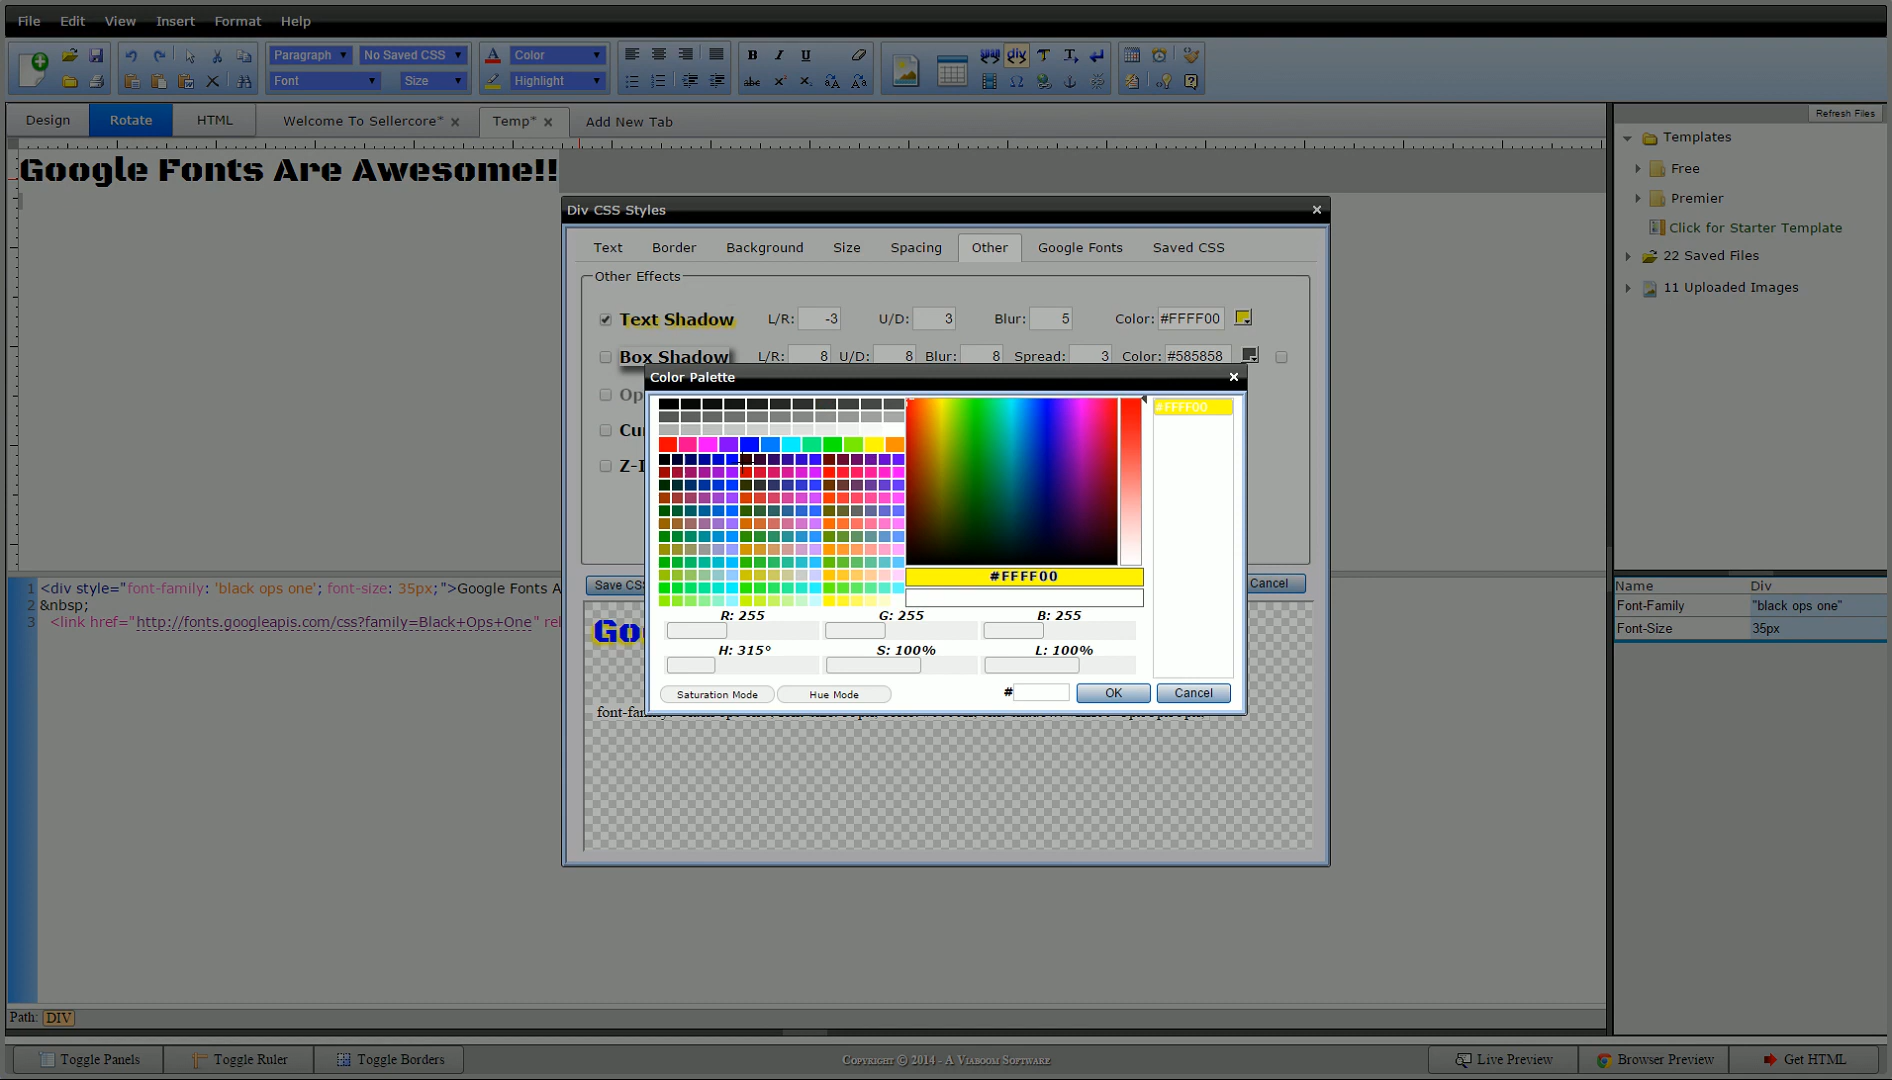 File Edit View Insert Format Help
Paragraph No Saved CSS Color
Font Size Highlight
Design Rotate HTML Welcome To Sellercore* Temp* Add New Tab
Refresh Files
Google Fonts Are Awesome!!
Templates
Free
Premier
Click for Starter Template
22 Saved Files
11 Uploaded Images
Div CSS Styles
Text Border Background Size Spacing Other Google Fonts Saved CSS
Other Effects
Text Shadow L/R: -3 U/D: 3 Blur: 5 Color: #FFFF00
Box Shadow L/R: 8 U/D: 8 Blur: 8 Spread: 3 Color: #585858
Op
Cu
Z-I
Save CS
Cancel
Go
Color Palette
#FFFF00
#FFFF00
R: 255 G: 255 B: 255
H: 315° S: 100% L: 100%
Saturation Mode Hue Mode # OK Cancel
1 <div style="font-family: 'black ops one'; font-size: 35px;">Google Fonts A
2 &nbsp;
3 <link href="http://fonts.googleapis.com/css?family=Black+Ops+One" rel
Name Div
Font-Family "black ops one"
Font-Size 35px
Path: DIV
Toggle Panels Toggle Ruler Toggle Borders
Copyright © 2014 - A Viaboom Software
Live Preview Browser Preview Get HTML